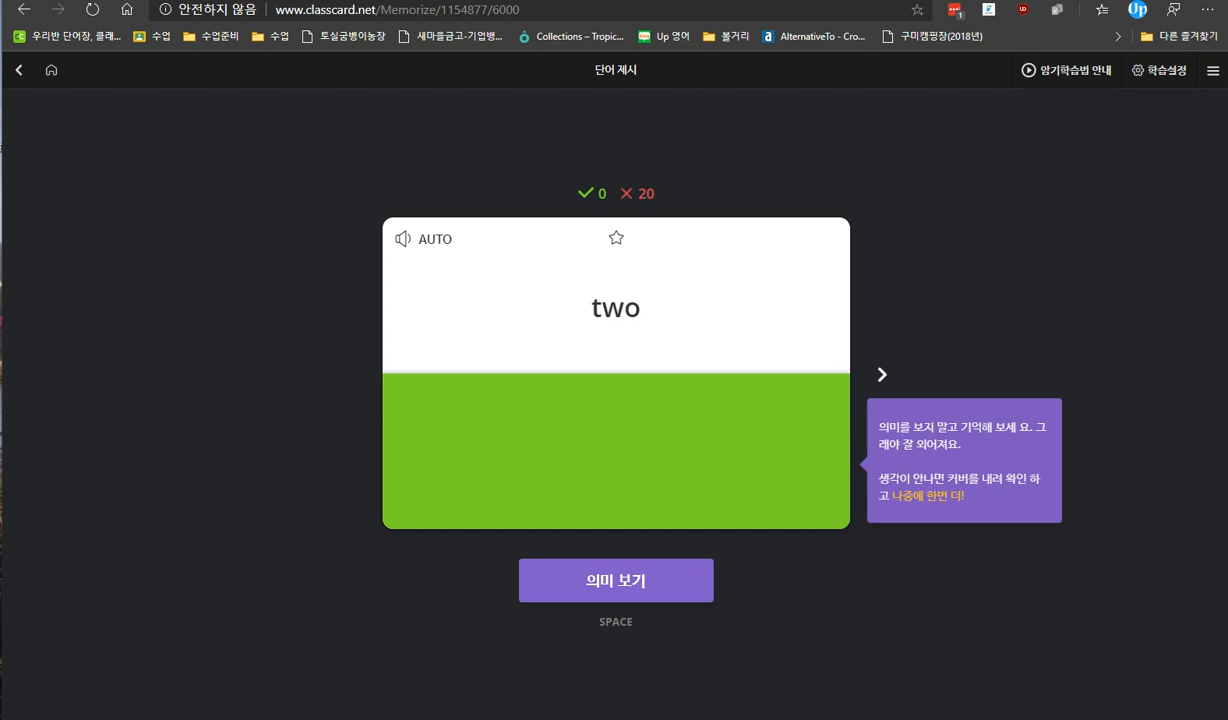 안전하지 않음 | www.classcard.net/Memorize/1154877/6000
우리반 단어장, 클래... 수업 수업준비 수업 토실굼벵이농장 새마을금고-기업뱅... Collections – Tropic... Up 영어 볼거리 AlternativeTo - Cro... 구미캠핑장(2018년) 다른 즐겨찾기
단어 제시 암기학습법 안내 학습설정
0 20
AUTO
two
의미를 보지 말고 기억해 보세 요. 그
래야 잘 외어져요.
생각이 안나면 커버를 내려 확인 하
고 나중에 한번 더!
의미 보기
SPACE